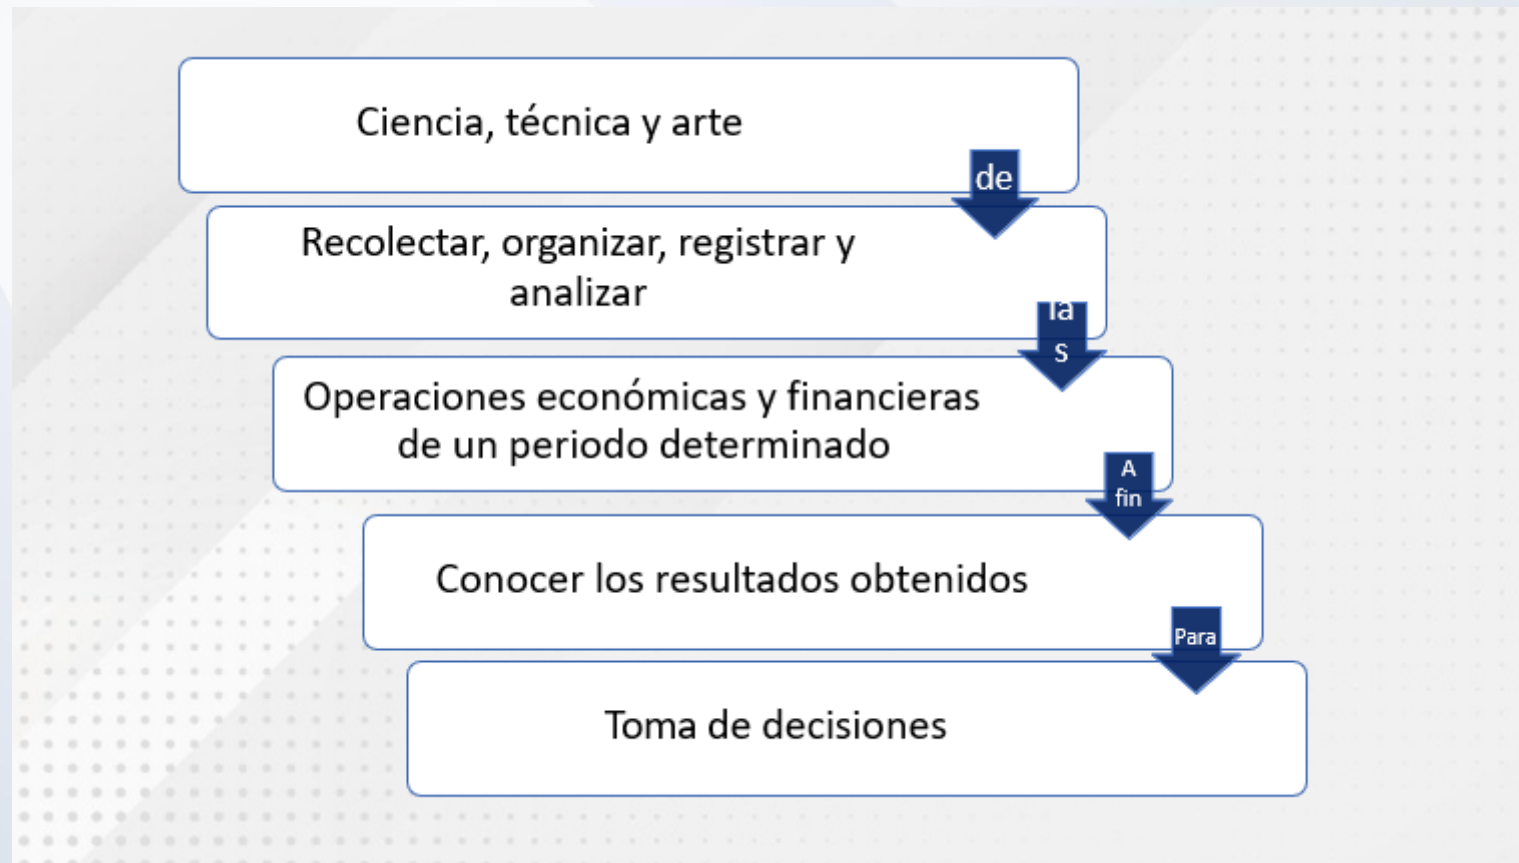 Ciencia, técnica y arte
de
Recolectar, organizar, registrar y
analizar
la
s
Operaciones económicas y financieras
de un periodo determinado
A
fin
Conocer los resultados obtenidos
Para
Toma de decisiones